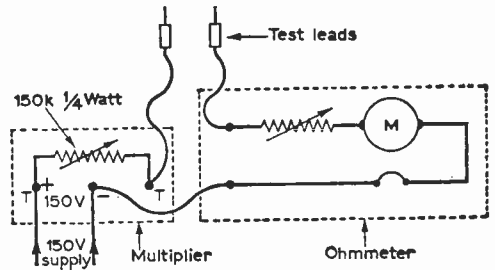 Test leads
150k 1/4 Watt
M
T + 150V - T
150V
supply
Multiplier
Ohmmeter